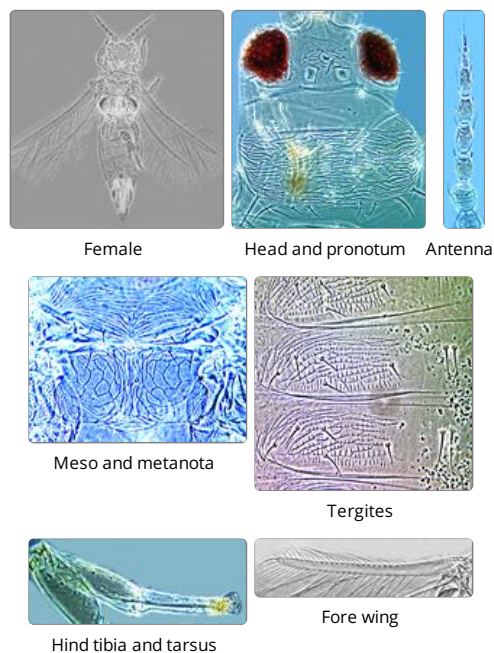 Female
Head and pronotum
Antenna
Meso and metanota
Tergites
Hind tibia and tarsus
Fore wing